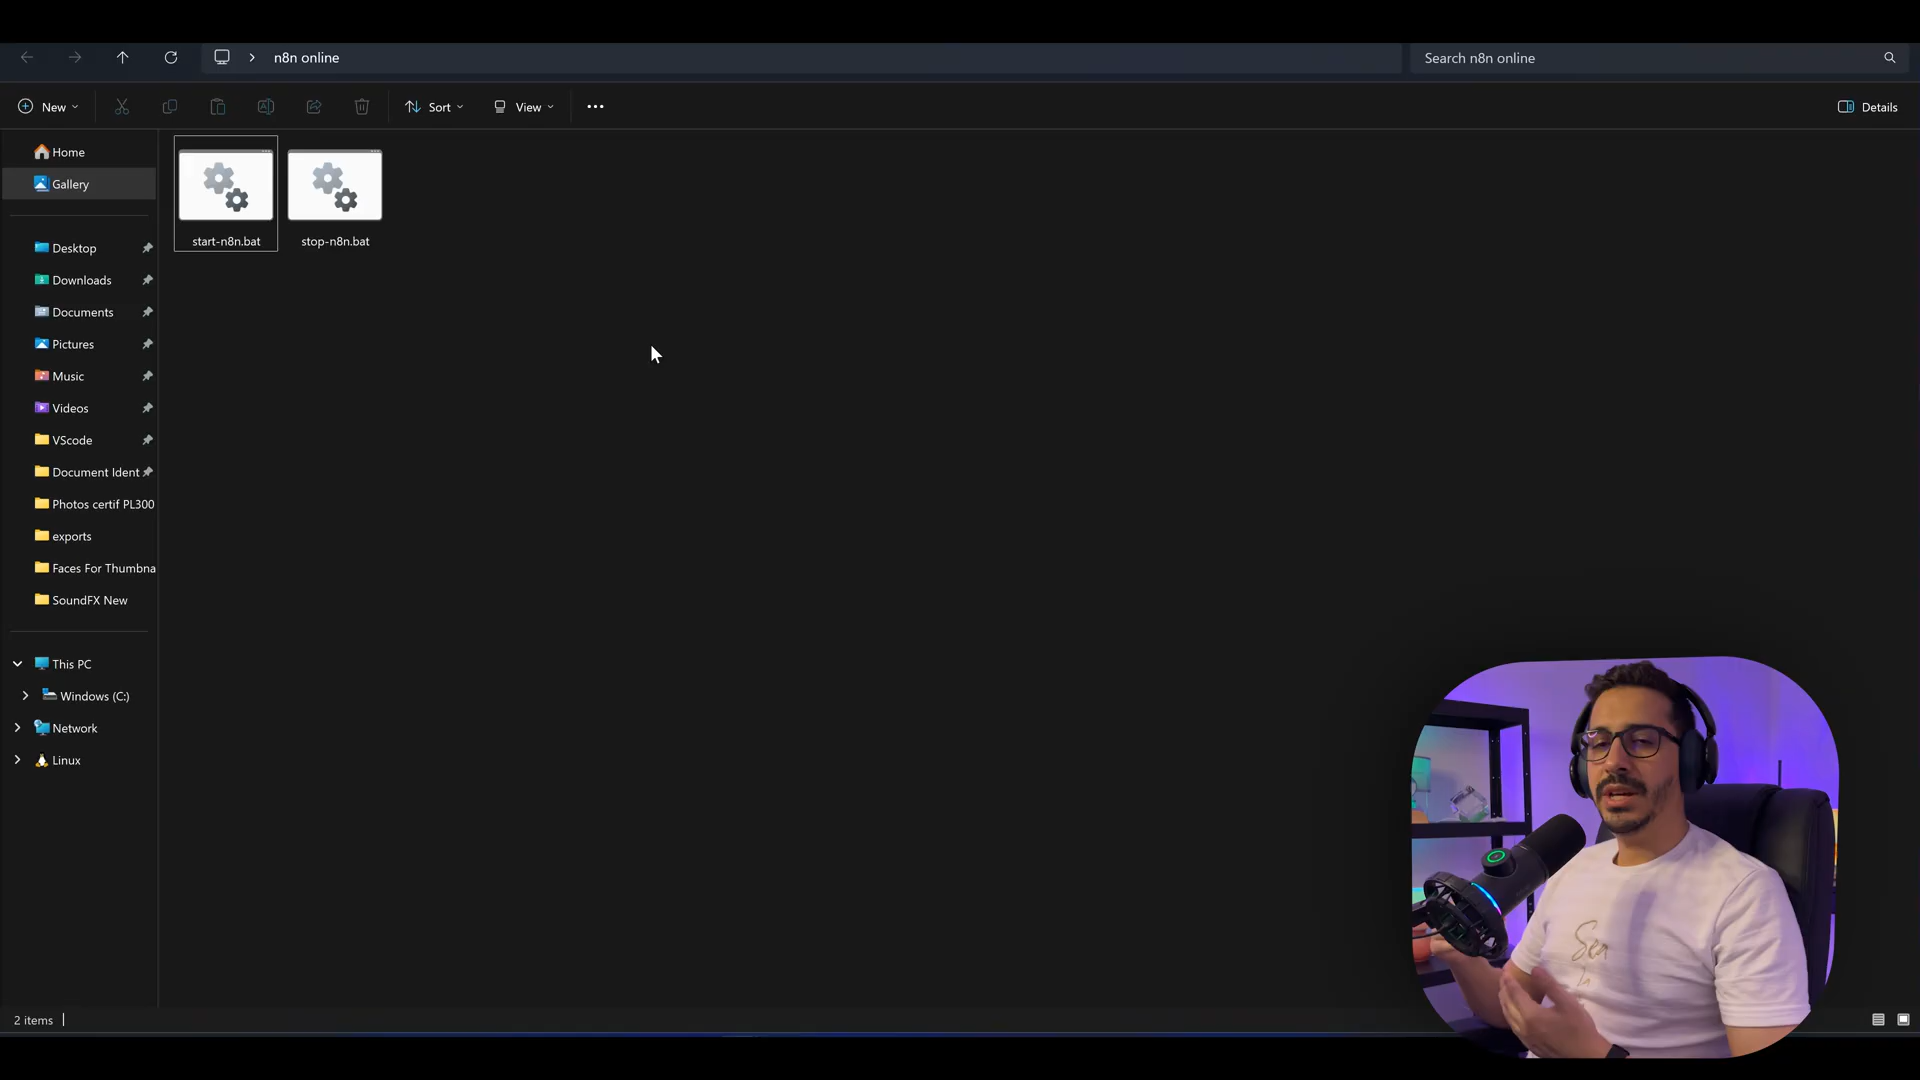 n8n online
Search n8n online
New
Sort
View
Details
Home
Gallery
Desktop
Downloads
Documents
Pictures
Music
Videos
VScode
Document Ident
Photos certif PL300
exports
Faces For Thumbna
SoundFX New
This PC
Windows (C:)
Network
Linux
start-n8n.bat
stop-n8n.bat
2 items
Sea